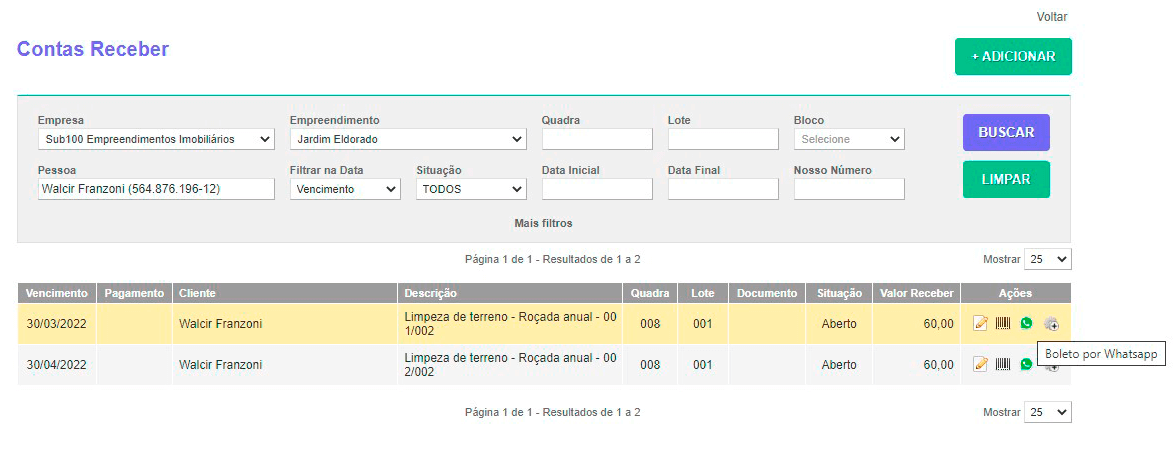 Voltar
Contas Receber
+ ADICIONAR
Empresa Empreendimento Quadra Lote Bloco
Sub100 Empreendimentos Imobiliários Jardim Eldorado Selecione
BUSCAR
Pessoa Filtrar na Data Situação Data Inicial Data Final Nosso Número
Walcir Franzoni (564.876.196-12) Vencimento TODOS
LIMPAR
Mais filtros
Página 1 de 1 - Resultados de 1 a 2 Mostrar 25
Vencimento Pagamento Cliente Descrição Quadra Lote Documento Situação Valor Receber Ações
30/03/2022 Walcir Franzoni Limpeza de terreno - Roçada anual - 00 008 001 Aberto 60,00
1/002
Boleto por Whatsapp
30/04/2022 Walcir Franzoni Limpeza de terreno - Roçada anual - 00 008 001 Aberto 60,00
2/002
Página 1 de 1 - Resultados de 1 a 2 Mostrar 25